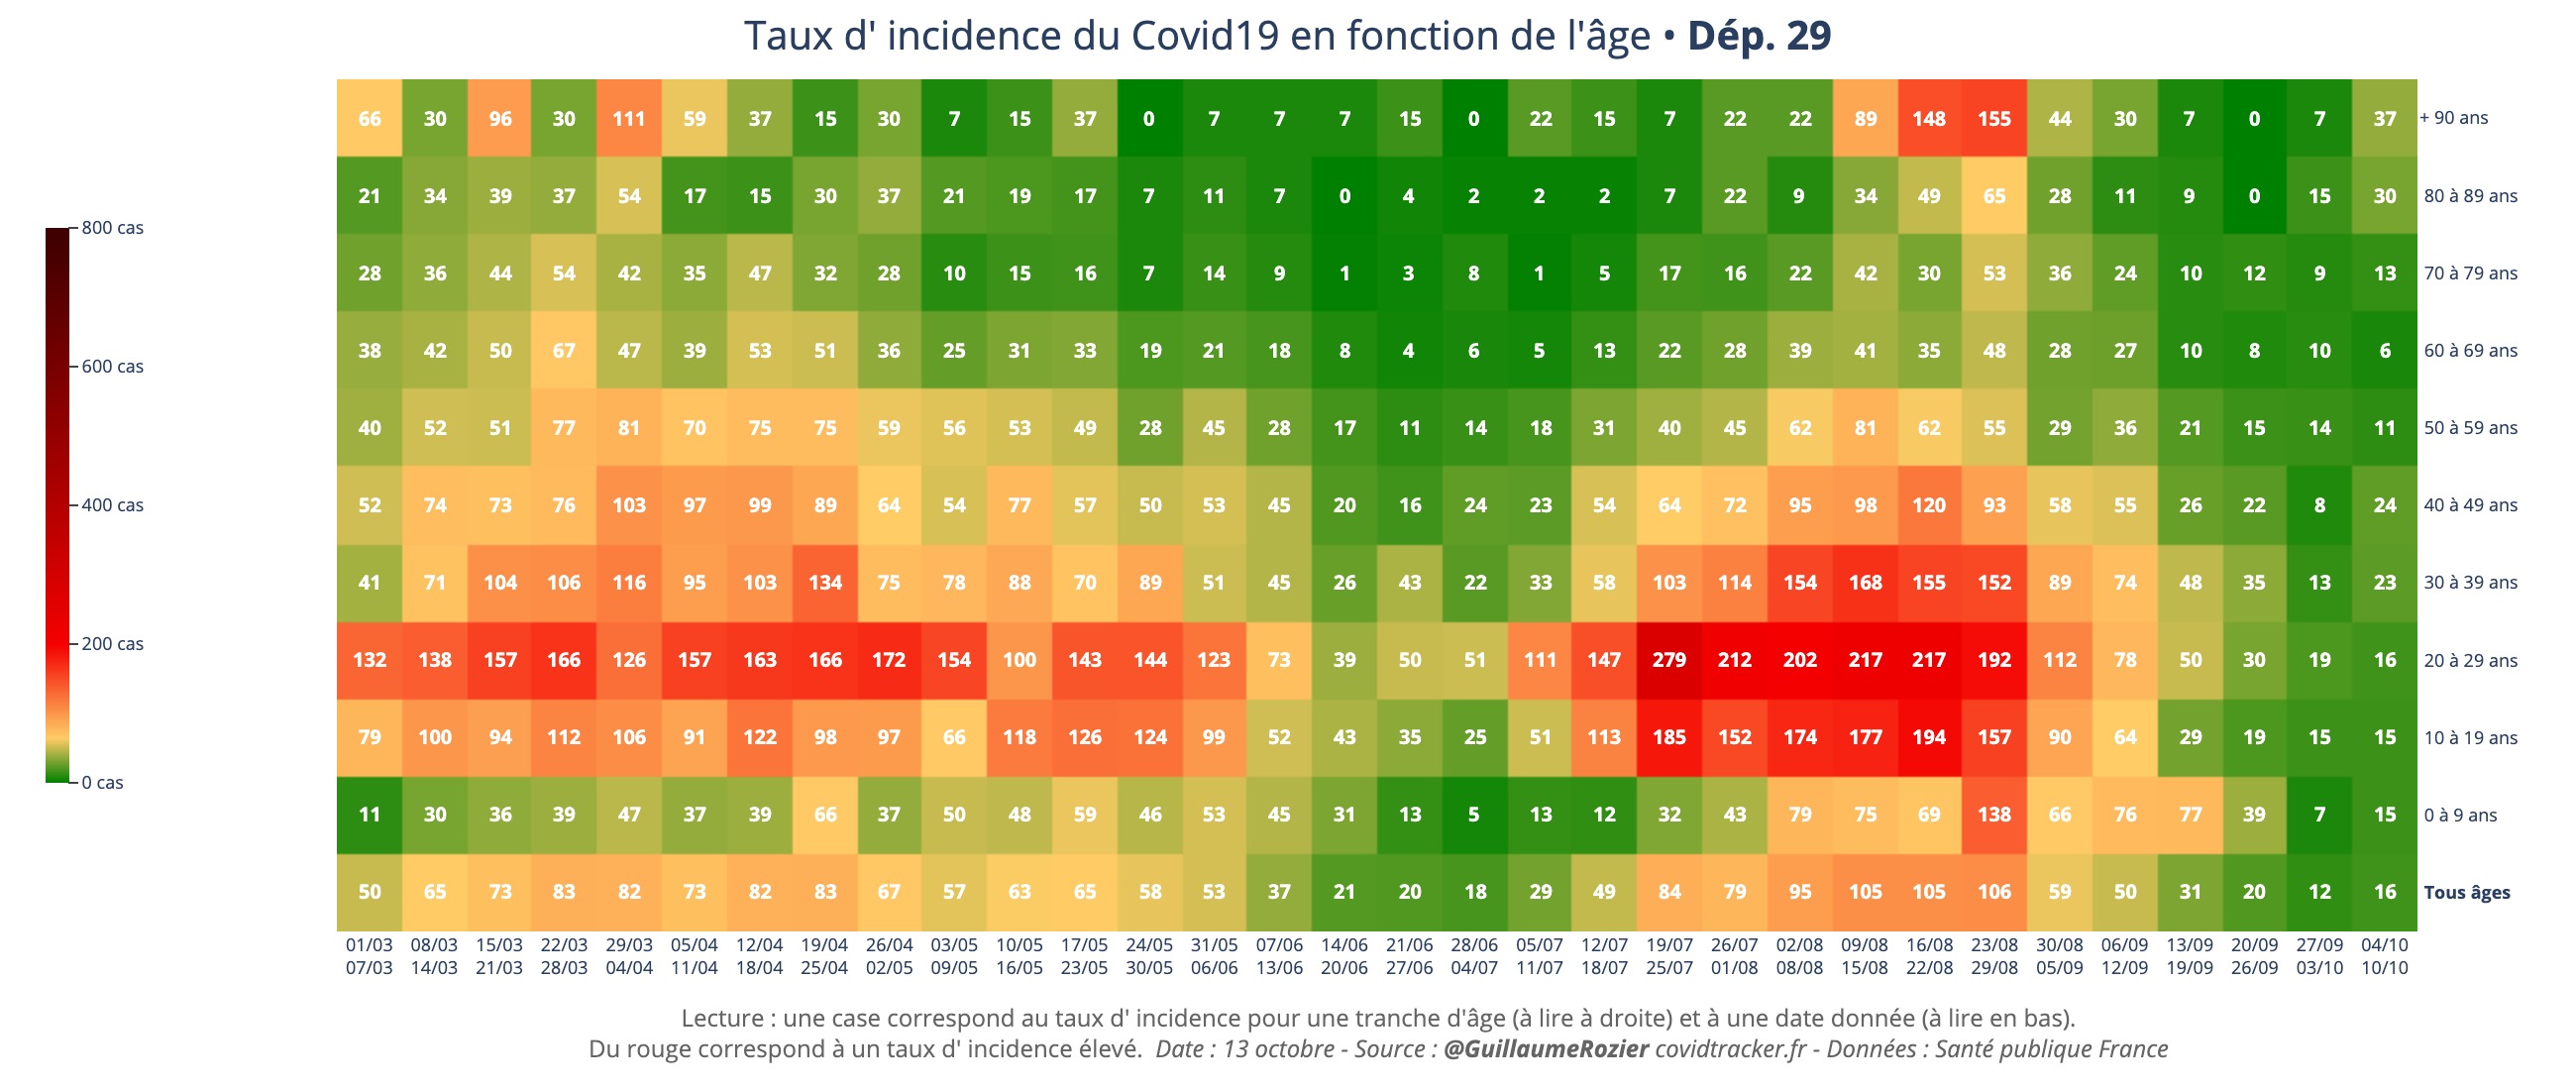 Taux d' incidence du Covid19 en fonction de l'âge • Dép. 29
800 cas
600 cas
400 cas
200 cas
0 cas
66 30 96 30 111 59 37 15 30 7 15 37 0 7 7 7 15 0 22 15 7 22 22 89 148 155 44 30 7 0 7 37 + 90 ans
21 34 39 37 54 17 15 30 37 21 19 17 7 11 7 0 4 2 2 2 7 22 9 34 49 65 28 11 9 0 15 30 80 à 89 ans
28 36 44 54 42 35 47 32 28 10 15 16 7 14 9 1 3 8 1 5 17 16 22 42 30 53 36 24 10 12 9 13 70 à 79 ans
38 42 50 67 47 39 53 51 36 25 31 33 19 21 18 8 4 6 5 13 22 28 39 41 35 48 28 27 10 8 10 6 60 à 69 ans
40 52 51 77 81 70 75 75 59 56 53 49 28 45 28 17 11 14 18 31 40 45 62 81 62 55 29 36 21 15 14 11 50 à 59 ans
52 74 73 76 103 97 99 89 64 54 77 57 50 53 45 20 16 24 23 54 64 72 95 98 120 93 58 55 26 22 8 24 40 à 49 ans
41 71 104 106 116 95 103 134 75 78 88 70 89 51 45 26 43 22 33 58 103 114 154 168 155 152 89 74 48 35 13 23 30 à 39 ans
132 138 157 166 126 157 163 166 172 154 100 143 144 123 73 39 50 51 111 147 279 212 202 217 217 192 112 78 50 30 19 16 20 à 29 ans
79 100 94 112 106 91 122 98 97 66 118 126 124 99 52 43 35 25 51 113 185 152 174 177 194 157 90 64 29 19 15 15 10 à 19 ans
11 30 36 39 47 37 39 66 37 50 48 59 46 53 45 31 13 5 13 12 32 43 79 75 69 138 66 76 77 39 7 15 0 à 9 ans
50 65 73 83 82 73 82 83 67 57 63 65 58 53 37 21 20 18 29 49 84 79 95 105 105 106 59 50 31 20 12 16 Tous âges
01/03 08/03 15/03 22/03 29/03 05/04 12/04 19/04 26/04 03/05 10/05 17/05 24/05 31/05 07/06 14/06 21/06 28/06 05/07 12/07 19/07 26/07 02/08 09/08 16/08 23/08 30/08 06/09 13/09 20/09 27/09 04/10
07/03 14/03 21/03 28/03 04/04 11/04 18/04 25/04 02/05 09/05 16/05 23/05 30/05 06/06 13/06 20/06 27/06 04/07 11/07 18/07 25/07 01/08 08/08 15/08 22/08 29/08 05/09 12/09 19/09 26/09 03/10 10/10
Lecture : une case correspond au taux d' incidence pour une tranche d'âge (à lire à droite) et à une date donnée (à lire en bas).
Du rouge correspond à un taux d' incidence élevé. Date : 13 octobre - Source : @GuillaumeRozier covidtracker.fr - Données : Santé publique France